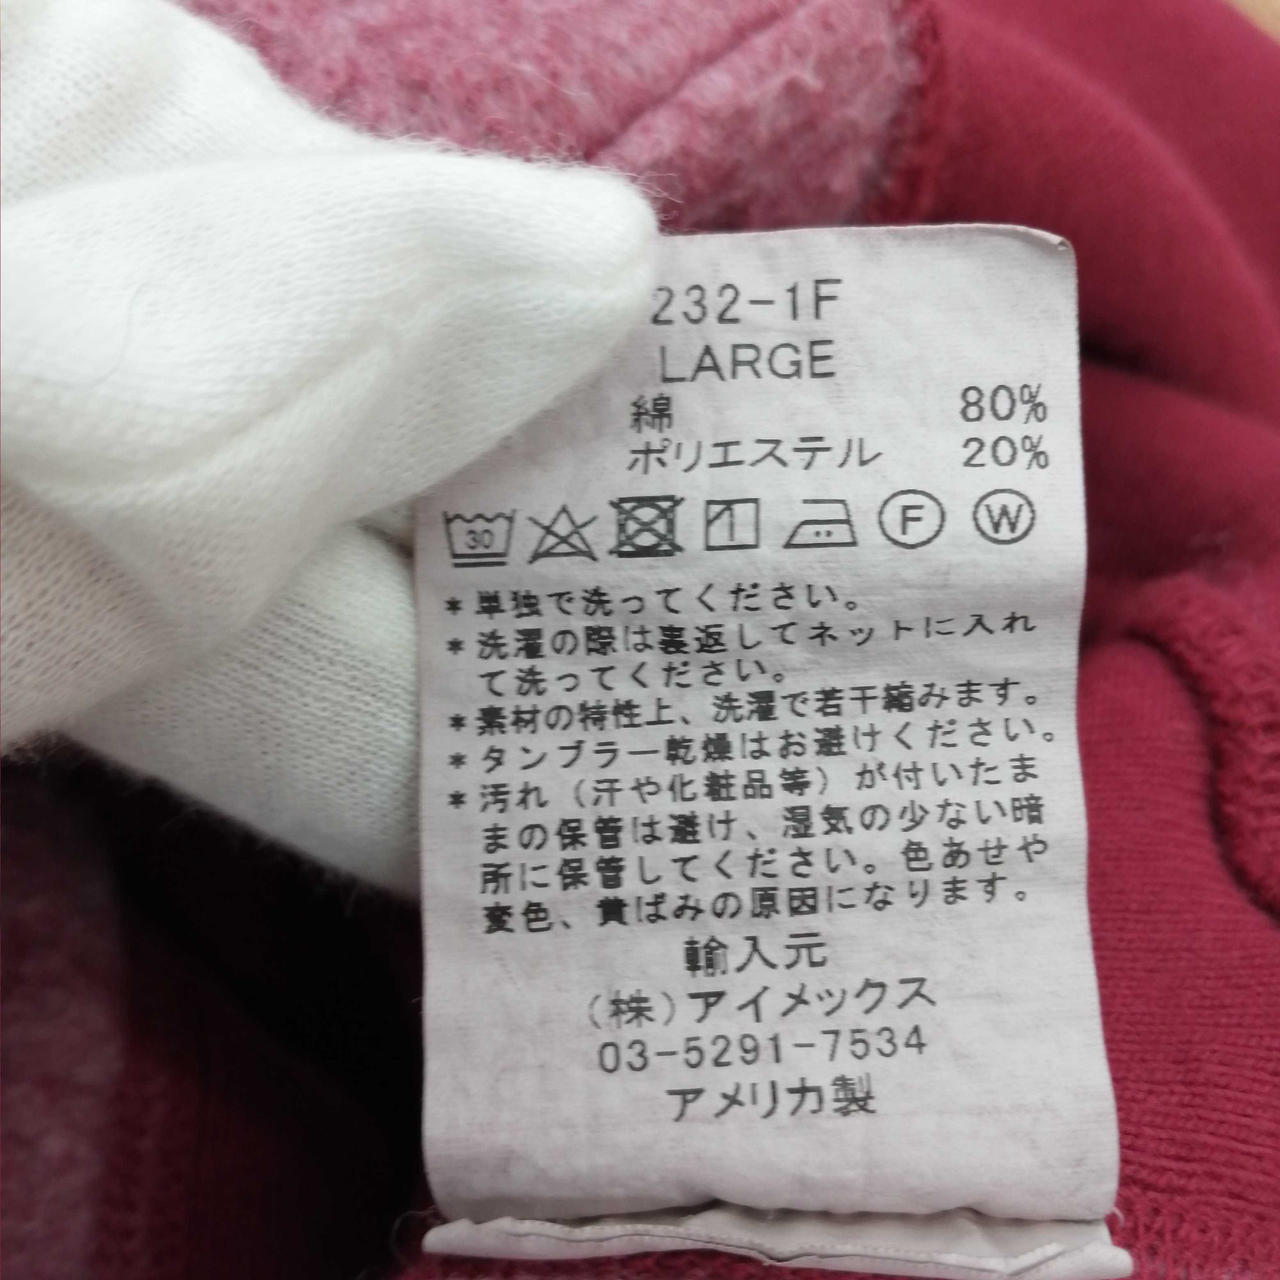 232-1F
LARGE
綿 80%
ポリエステル 20%
30 F W
*単独で洗ってください。
*洗濯の際は裏返してネットに入れ
て洗ってください。
*素材の特性上、洗濯で若干縮みます。
*タンブラー乾燥はお避けください。
*汚れ（汗や化粧品等）が付いたま
まの保管は避け、湿気の少ない暗
所に保管してください。色あせや
変色、黄ばみの原因になります。
輸入元
（株）アイメックス
03-5291-7534
アメリカ製